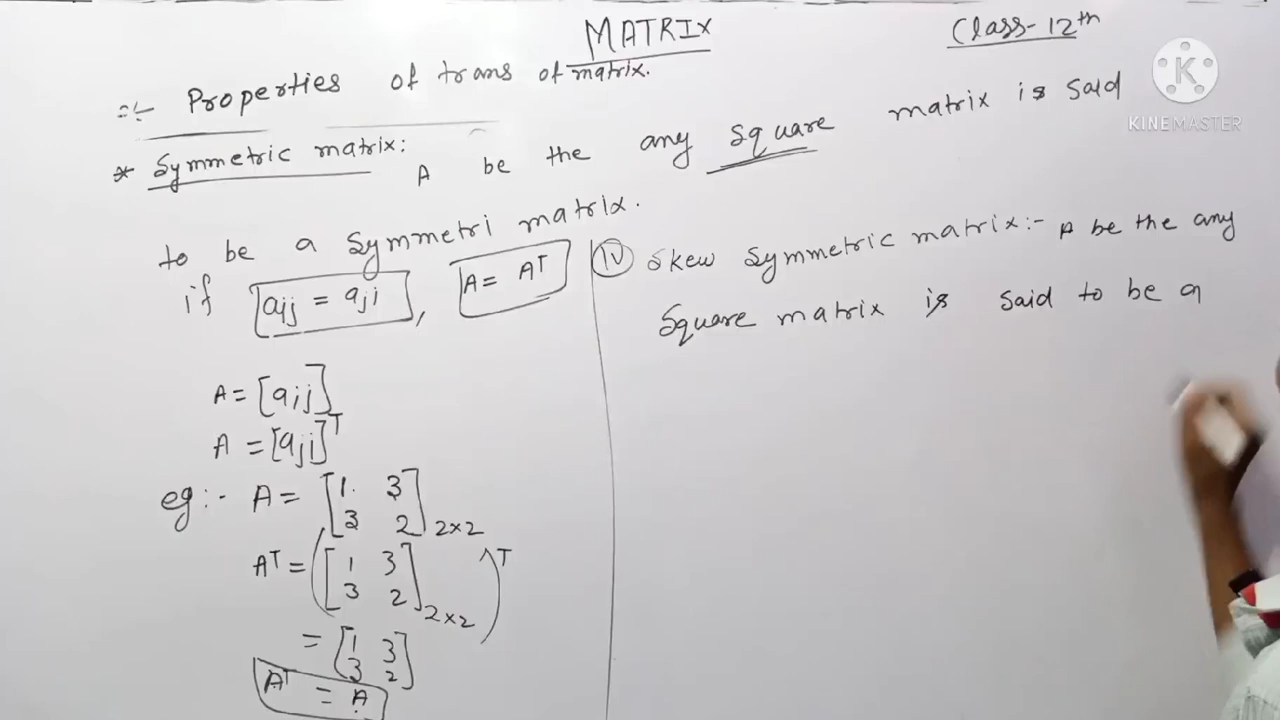 MATRIX
Class-12th
:- Properties of trans of matrix.
* Symmetric matrix: A be the any square matrix is said
to be a symmetri matrix.
if aij = aji, A = Aᵀ
A = [aij]
A = [aji]ᵀ
eg:- A = [1. 3
3 2] 2×2
Aᵀ = ([1 3
3 2] 2×2)ᵀ
= [1 3
3 2]
Aᵀ = A
IV Skew Symmetric matrix:- A be the any
Square matrix is said to be a
K
KINEMASTER